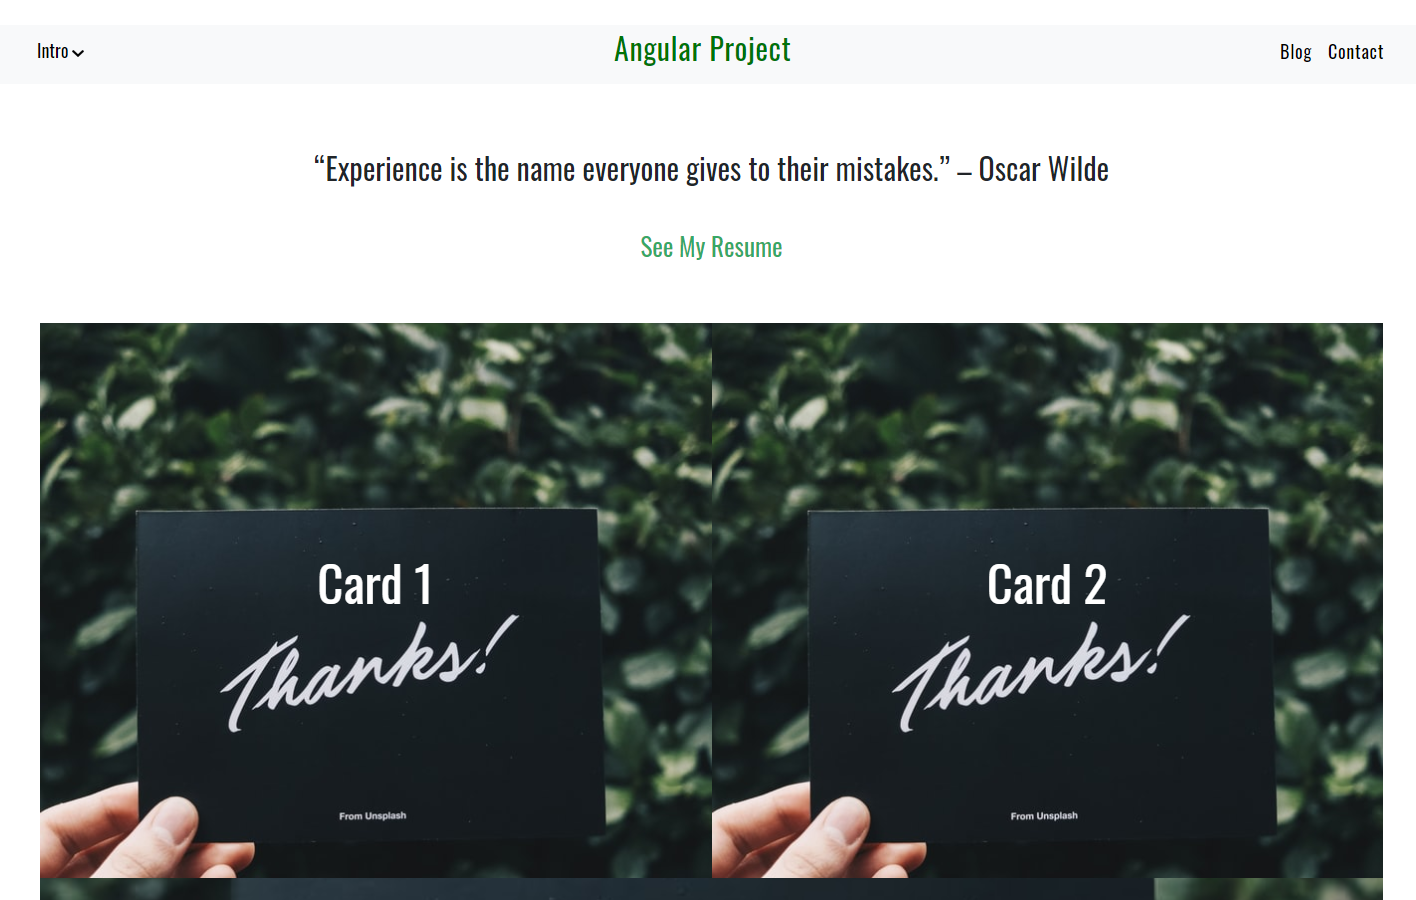 Intro
Angular Project
Blog Contact
“Experience is the name everyone gives to their mistakes.” – Oscar Wilde
See My Resume
Card 1
Thanks!
From Unsplash
Card 2
Thanks!
From Unsplash